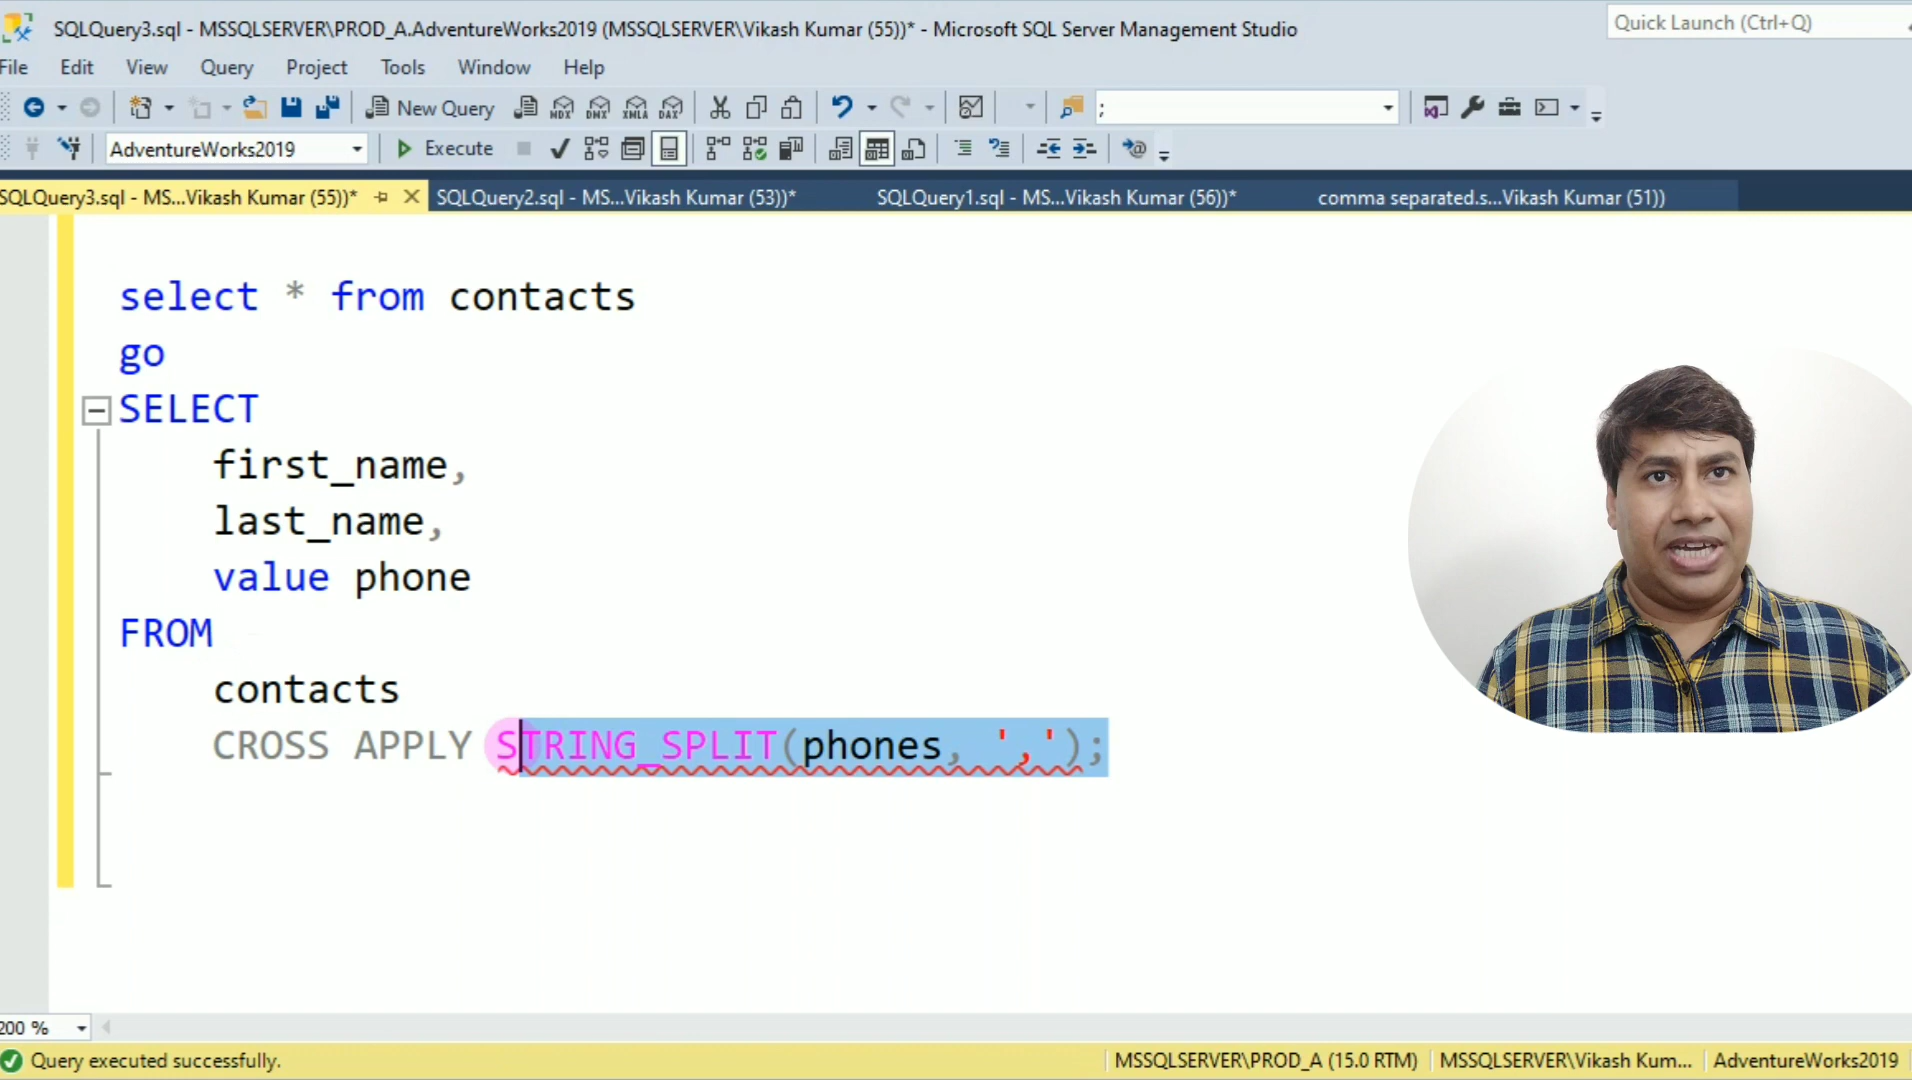 SQLQuery3.sql - MSSQLSERVER\PROD_A.AdventureWorks2019 (MSSQLSERVER\Vikash Kumar (55))* - Microsoft SQL Server Management Studio
Quick Launch (Ctrl+Q)
File Edit View Query Project Tools Window Help
New Query MDX DMX XMLA DAX ;
AdventureWorks2019 Execute
SQLQuery3.sql - MS...Vikash Kumar (55))* SQLQuery2.sql - MS...Vikash Kumar (53))* SQLQuery1.sql - MS...Vikash Kumar (56))* comma separated.s...Vikash Kumar (51))
select * from contacts
go
SELECT
first_name,
last_name,
value phone
FROM
contacts
CROSS APPLY STRING_SPLIT(phones, ',');
200 %
Query executed successfully. MSSQLSERVER\PROD_A (15.0 RTM) MSSQLSERVER\Vikash Kum... AdventureWorks2019